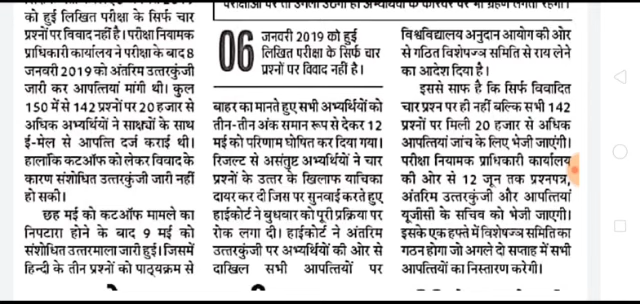 को हुई लिखित परीक्षा के सिर्फ चार
प्रश्नों पर विवाद नहीं है। परीक्षा नियामक
प्राधिकारी कार्यालय ने परीक्षा के बाद 8
जनवरी 2019 को अंतरिम उत्तरकुंजी
जारी कर आपत्तियां मांगी थी। कुल
150 में से 142 प्रश्नों पर 20 हजार से
अधिक अभ्यर्थियों ने साक्ष्यों के साथ
ई-मेल से आपत्ति दर्ज कराई थी।
हालांकि कटऑफ को लेकर विवाद के
कारण संशोधित उत्तरकुंजी जारी नहीं
हो सकी।
छह मई को कटऑफ मामले का
निपटारा होने के बाद 9 मई को
संशोधित उत्तरमाला जारी हुई। जिसमें
हिन्दी के तीन प्रश्नों को पाठ्यक्रम से
06
जनवरी 2019 को हुई
लिखित परीक्षा के सिर्फ चार
प्रश्नों पर विवाद नहीं है।
बाहर का मानते हुए सभी अभ्यर्थियों को
तीन-तीन अंक समान रूप से देकर 12
मई को परिणाम घोषित कर दिया गया।
रिजल्ट से असंतुष्ट अभ्यर्थियों ने चार
प्रश्नों के उत्तर के खिलाफ याचिका
दायर कर दी जिस पर सुनवाई करते हुए
हाईकोर्ट ने बुधवार को पूरी प्रक्रिया पर
रोक लगा दी। हाईकोर्ट ने अंतरिम
उत्तरकुंजी पर अभ्यर्थियों की ओर से
दाखिल सभी आपत्तियों पर
विश्वविद्यालय अनुदान आयोग की ओर
से गठित विशेषज्ञ समिति से राय लेने
का आदेश दिया है।
इससे साफ है कि सिर्फ विवादित
चार प्रश्न पर ही नहीं बल्कि सभी 142
प्रश्नों पर मिली 20 हजार से अधिक
आपत्तियां जांच के लिए भेजी जाएंगी।
परीक्षा नियामक प्राधिकारी कार्यालय
की ओर से 12 जून तक प्रश्नपत्र,
अंतरिम उत्तरकुंजी और आपत्तियां
यूजीसी के सचिव को भेजी जाएगी।
इसके एक हफ्ते में विशेषज्ञ समिति का
गठन होगा जो अगले दो सप्ताह में सभी
आपत्तियों का निस्तारण करेगी।